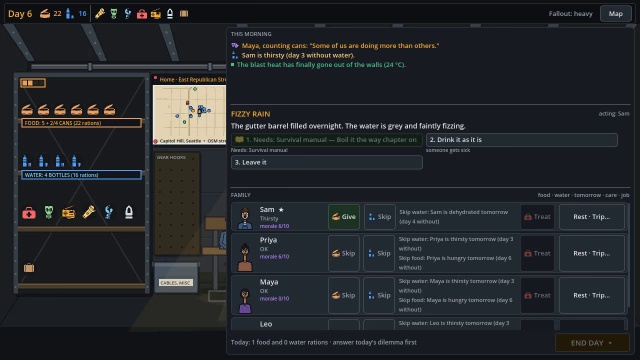 Day 6
22
16
Fallout: heavy
Map
THIS MORNING
Maya, counting cans: "Some of us are doing more than others."
Sam is thirsty (day 3 without water).
The blast heat has finally gone out of the walls (24 °C).
Home · East Republican Str
Capitol Hill, Seattle
OSM
FOOD: 5 + 2/4 CANS (22 rations)
WATER: 4 BOTTLES (16 rations)
GEAR HOOKS
CABLES, MISC
FIZZY RAIN
acting: Sam
The gutter barrel filled overnight. The water is grey and faintly fizzing.
1. Needs: Survival manual — Boil it the way chapter on
Needs: Survival manual
2. Drink it as it is
someone gets sick
3. Leave it
FAMILY
food · water · tomorrow · care · job
Sam ★
Thirsty
morale 8/10
Give
Skip
Skip water: Sam is dehydrated tomorrow
(day 4 without)
Treat
Rest · Trip...
Priya
OK
morale 6/10
Skip
Skip
Skip water: Priya is thirsty tomorrow (day 3
without)
Skip food: Priya is hungry tomorrow (day 6
without)
Treat
Rest · Trip...
Maya
OK
morale 8/10
Skip
Skip
Skip water: Maya is thirsty tomorrow (day 3
without)
Skip food: Maya is hungry tomorrow (day 6
without)
Treat
Rest · Trip...
Leo
Skip water: Leo is thirsty tomorrow (day 3
Today: 1 food and 0 water rations · answer today's dilemma first
END DAY